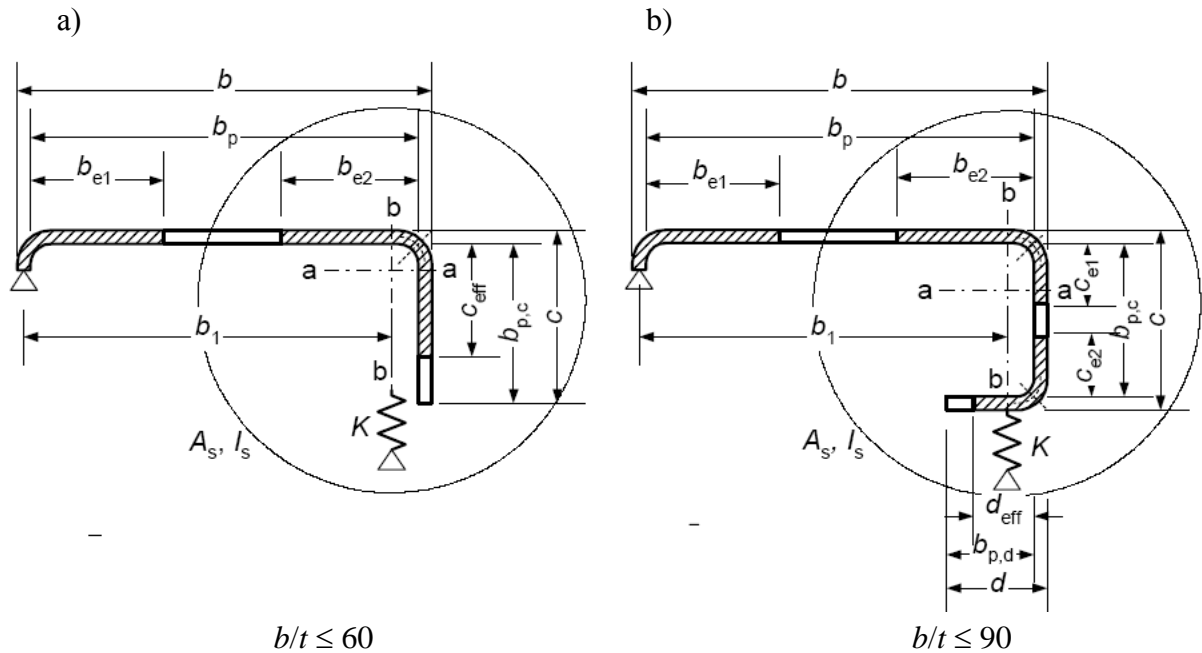 a)
b
b_p
b_e1
b_e2
b
a
a
c_eff
b_p,c
c
b_1
b
K
A_s, I_s
b/t ≤ 60
b)
b
b_p
b_e1
b_e2
b
a
a
c_e1
b_p,c
c
b_1
c_e2
b
K
A_s, I_s
d_eff
b_p,d
d
b/t ≤ 90